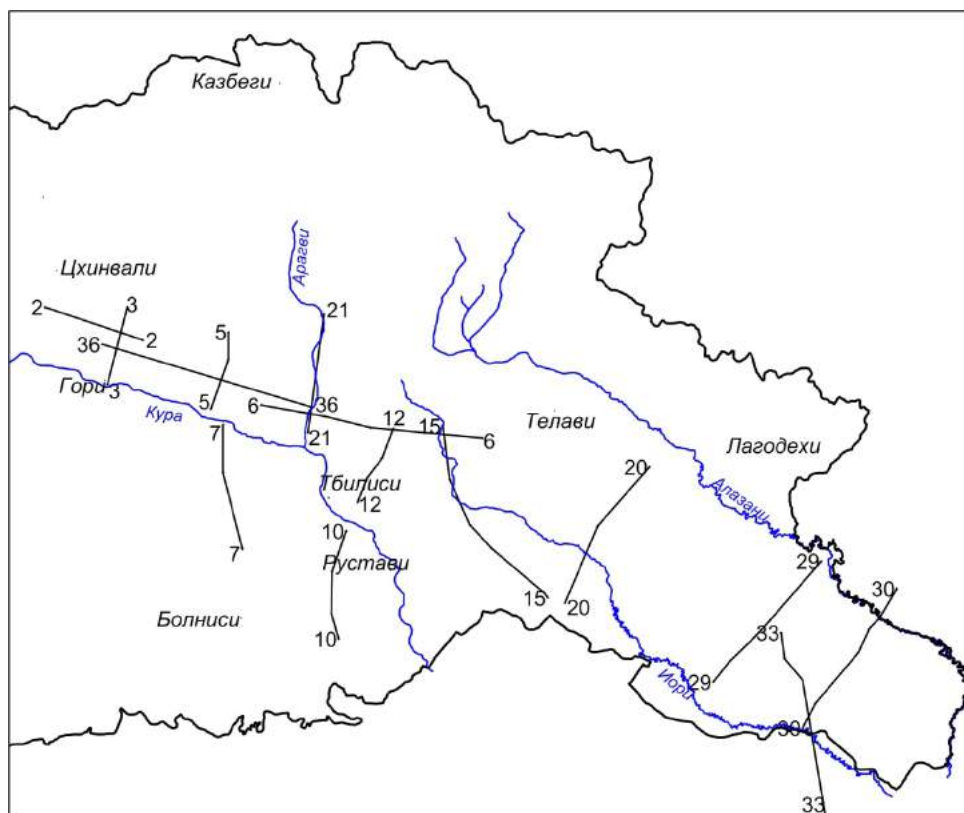 Казбеги
Арагви
Цхинвали
2
3
21
5
36
2
Гори
3
5
6
36
12
Кура
7
21
15
6
Телави
Лагодехи
20
Тбилиси
12
Алазани
10
7
Рустави
29
30
15
20
Болниси
10
33
29
Иори
30
33